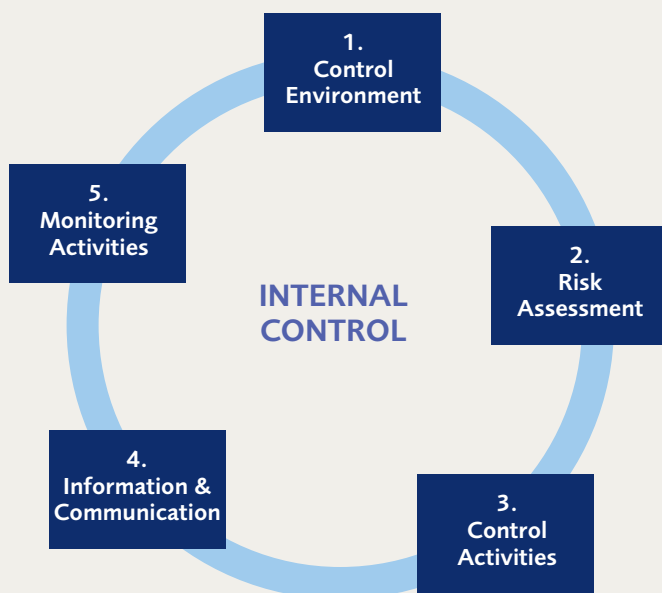 1.
Control
Environment
2.
Risk
Assessment
3.
Control
Activities
4.
Information &
Communication
5.
Monitoring
Activities
INTERNAL
CONTROL